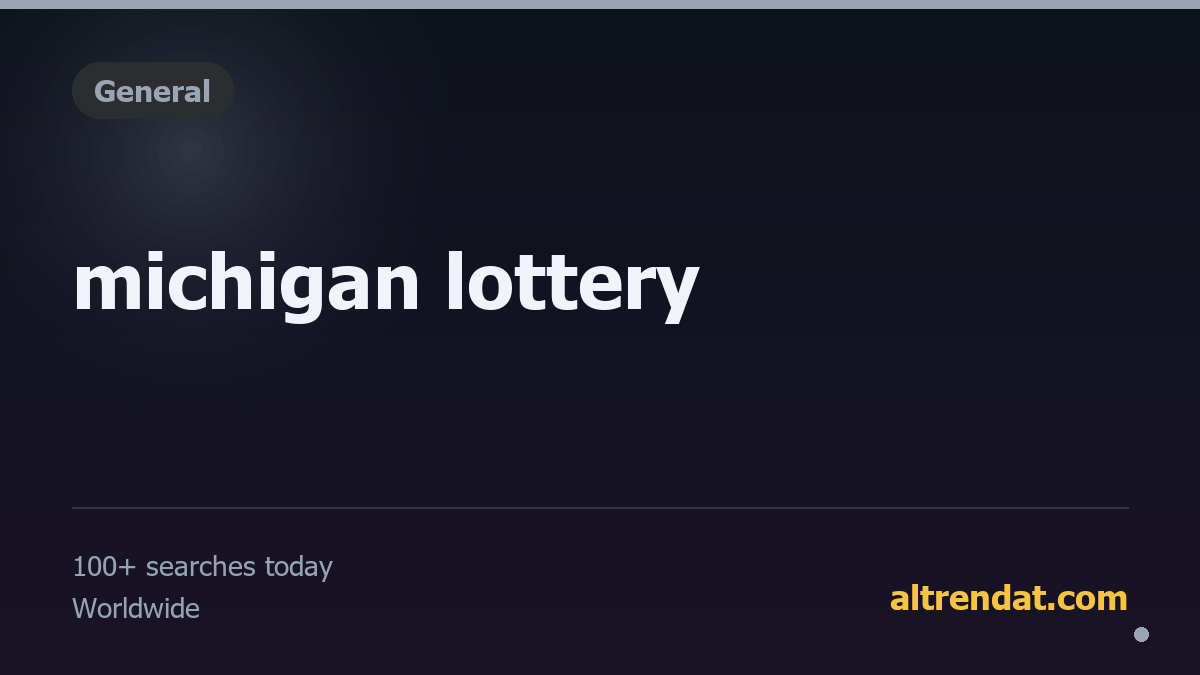 General
michigan lottery
100+ searches today
Worldwide
altrendat.com